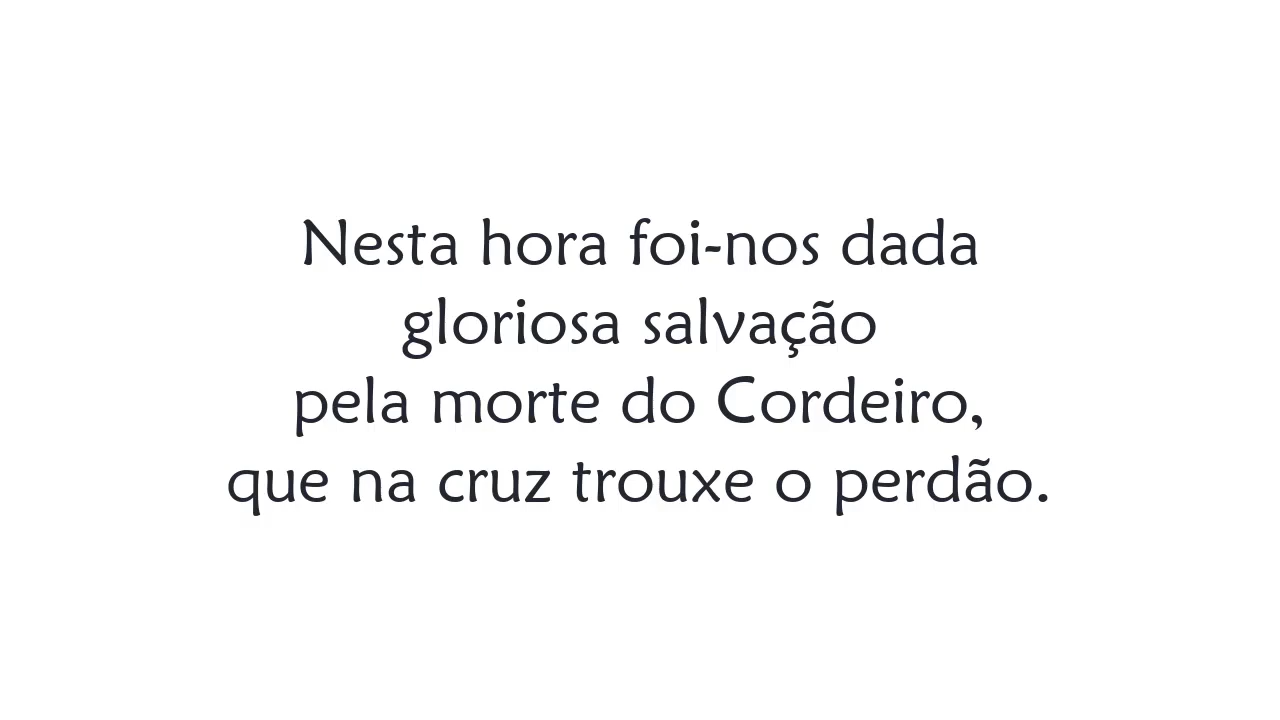 Nesta hora foi-nos dada
gloriosa salvação
pela morte do Cordeiro,
que na cruz trouxe o perdão.